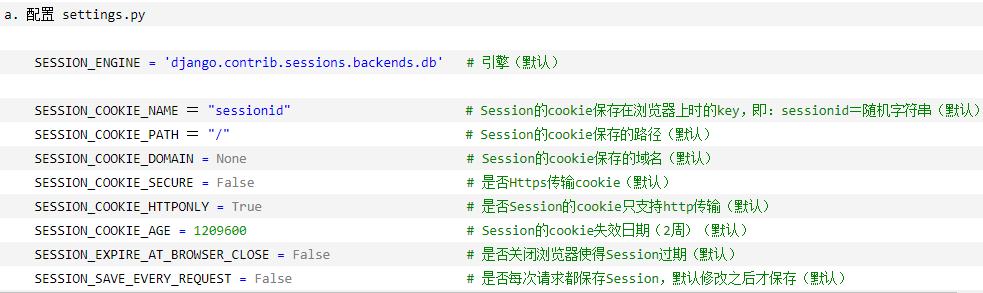 a. 配置 settings.py
SESSION_ENGINE = 'django.contrib.sessions.backends.db' # 引擎（默认）
SESSION_COOKIE_NAME ＝ "sessionid" # Session的cookie保存在浏览器上时的key，即：sessionid＝随机字符串（默认）
SESSION_COOKIE_PATH ＝ "/" # Session的cookie保存的路径（默认）
SESSION_COOKIE_DOMAIN = None # Session的cookie保存的域名（默认）
SESSION_COOKIE_SECURE = False # 是否Https传输cookie（默认）
SESSION_COOKIE_HTTPONLY = True # 是否Session的cookie只支持http传输（默认）
SESSION_COOKIE_AGE = 1209600 # Session的cookie失效日期（2周）（默认）
SESSION_EXPIRE_AT_BROWSER_CLOSE = False # 是否关闭浏览器使得Session过期（默认）
SESSION_SAVE_EVERY_REQUEST = False # 是否每次请求都保存Session，默认修改之后才保存（默认）